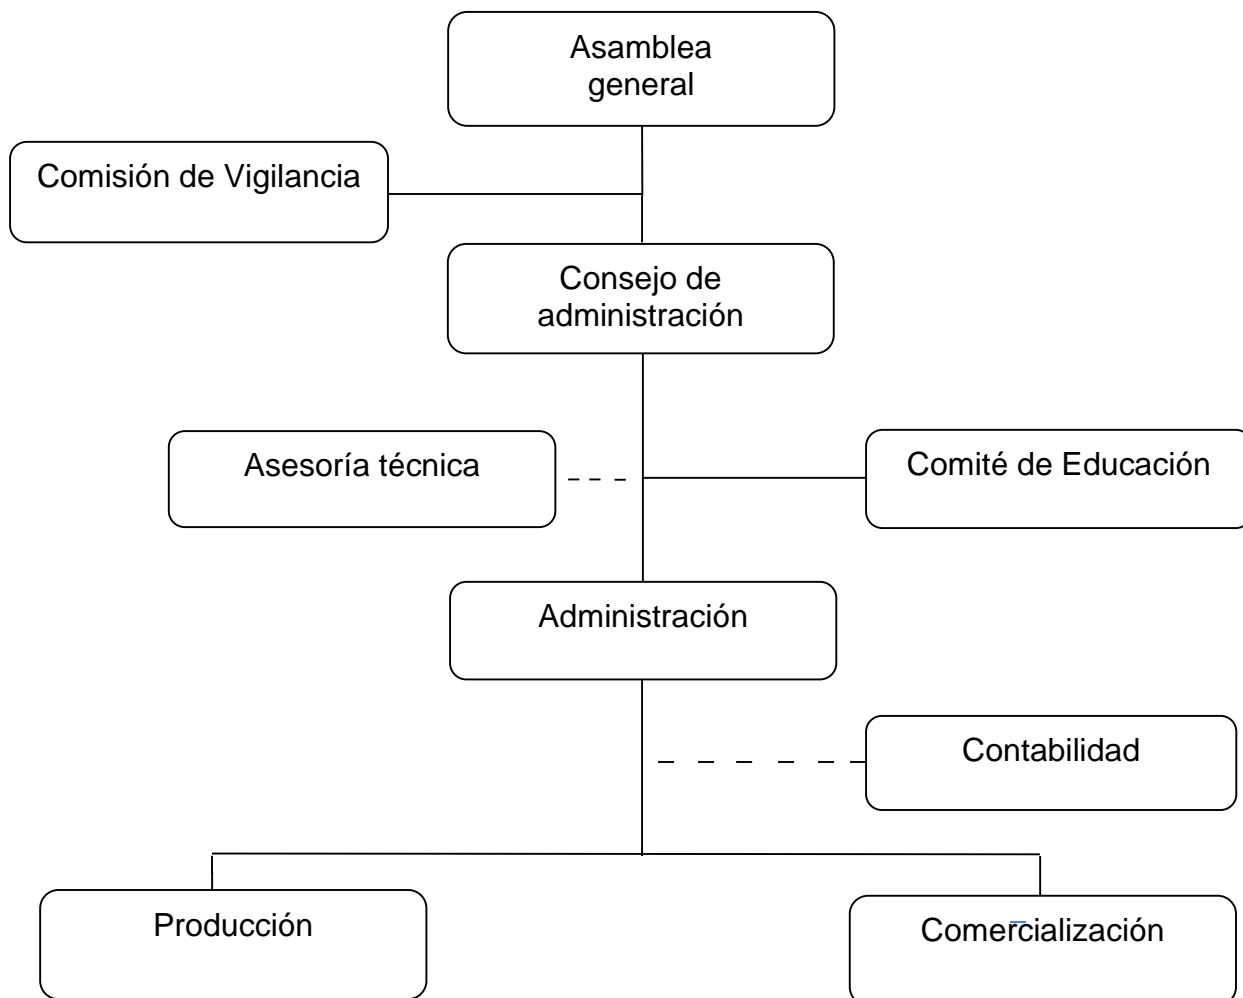 Asamblea
general
Comisión de Vigilancia
Consejo de
administración
Asesoría técnica
Comité de Educación
Administración
Contabilidad
Producción
Comercialización